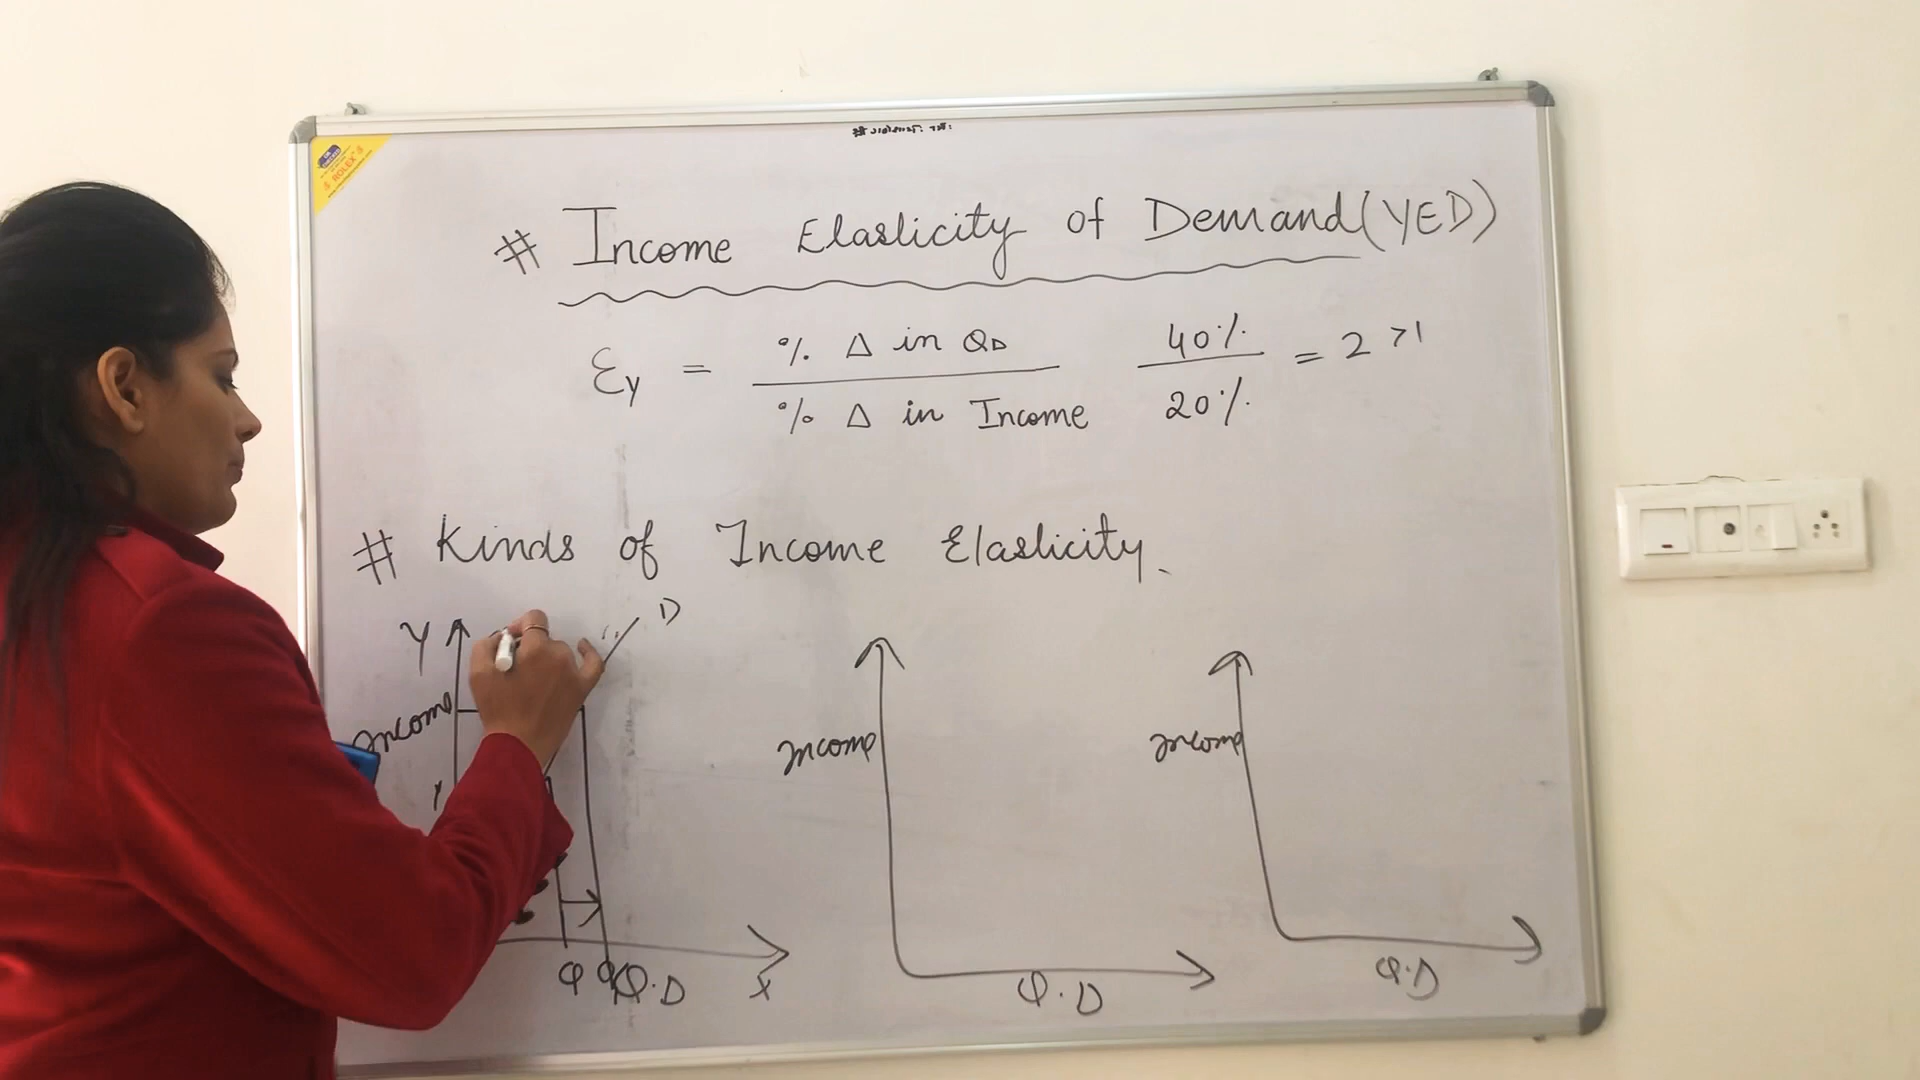 ROLEX
# Income Elasticity of Demand (YED)
Ey = % Δ in QD / % Δ in Income 40% / 20% = 2 >1
# Kinds of Income Elasticity.
Y D
Income Income Income
Y
Q Q Q.D X Q.D Q.D